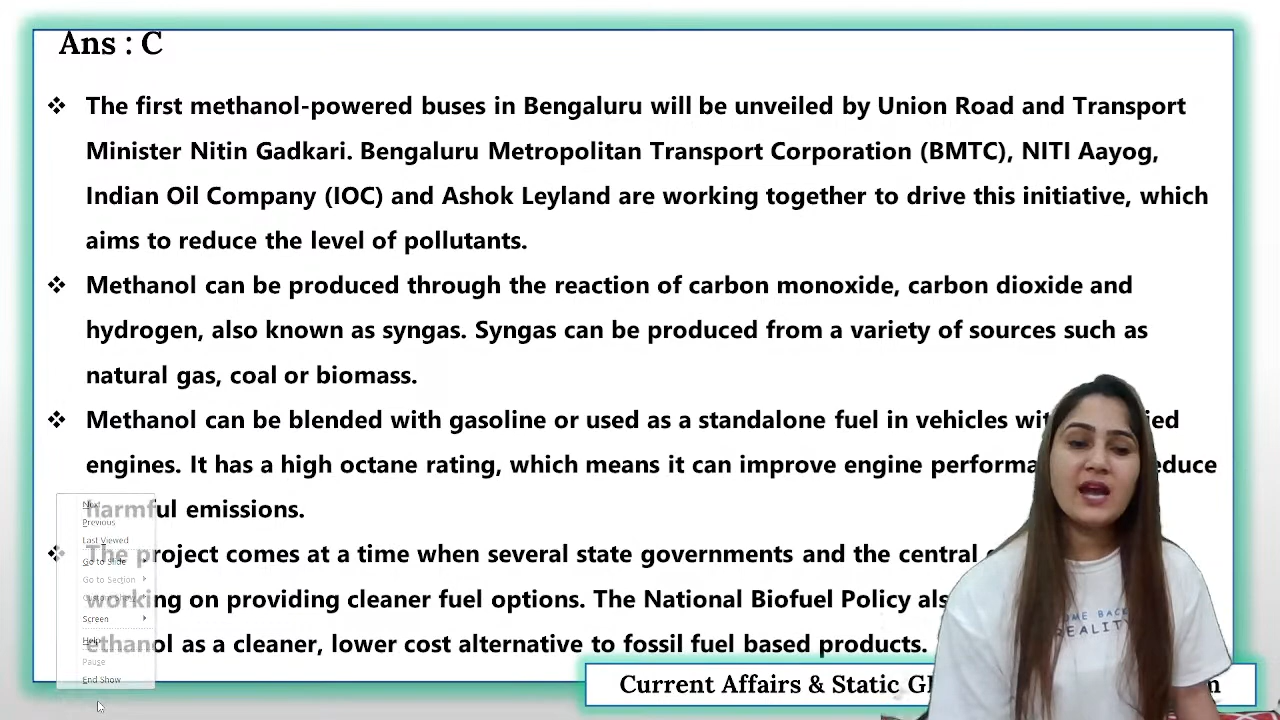 Ans : C
❖ The first methanol-powered buses in Bengaluru will be unveiled by Union Road and Transport
Minister Nitin Gadkari. Bengaluru Metropolitan Transport Corporation (BMTC), NITI Aayog,
Indian Oil Company (IOC) and Ashok Leyland are working together to drive this initiative, which
aims to reduce the level of pollutants.
❖ Methanol can be produced through the reaction of carbon monoxide, carbon dioxide and
hydrogen, also known as syngas. Syngas can be produced from a variety of sources such as
natural gas, coal or biomass.
❖ Methanol can be blended with gasoline or used as a standalone fuel in vehicles
engines. It has a high octane rating, which means it can improve engine
harmful emissions.
❖ The project comes at a time when several state governments and the central
working on providing cleaner fuel options. The National Biofuel Policy
ethanol as a cleaner, lower cost alternative to fossil fuel based products.
Next
Previous
Last Viewed
Go to Slide
Go to Section
Custom Show
Screen
Help
Pause
End Show
REALITY
Current Affairs & Static